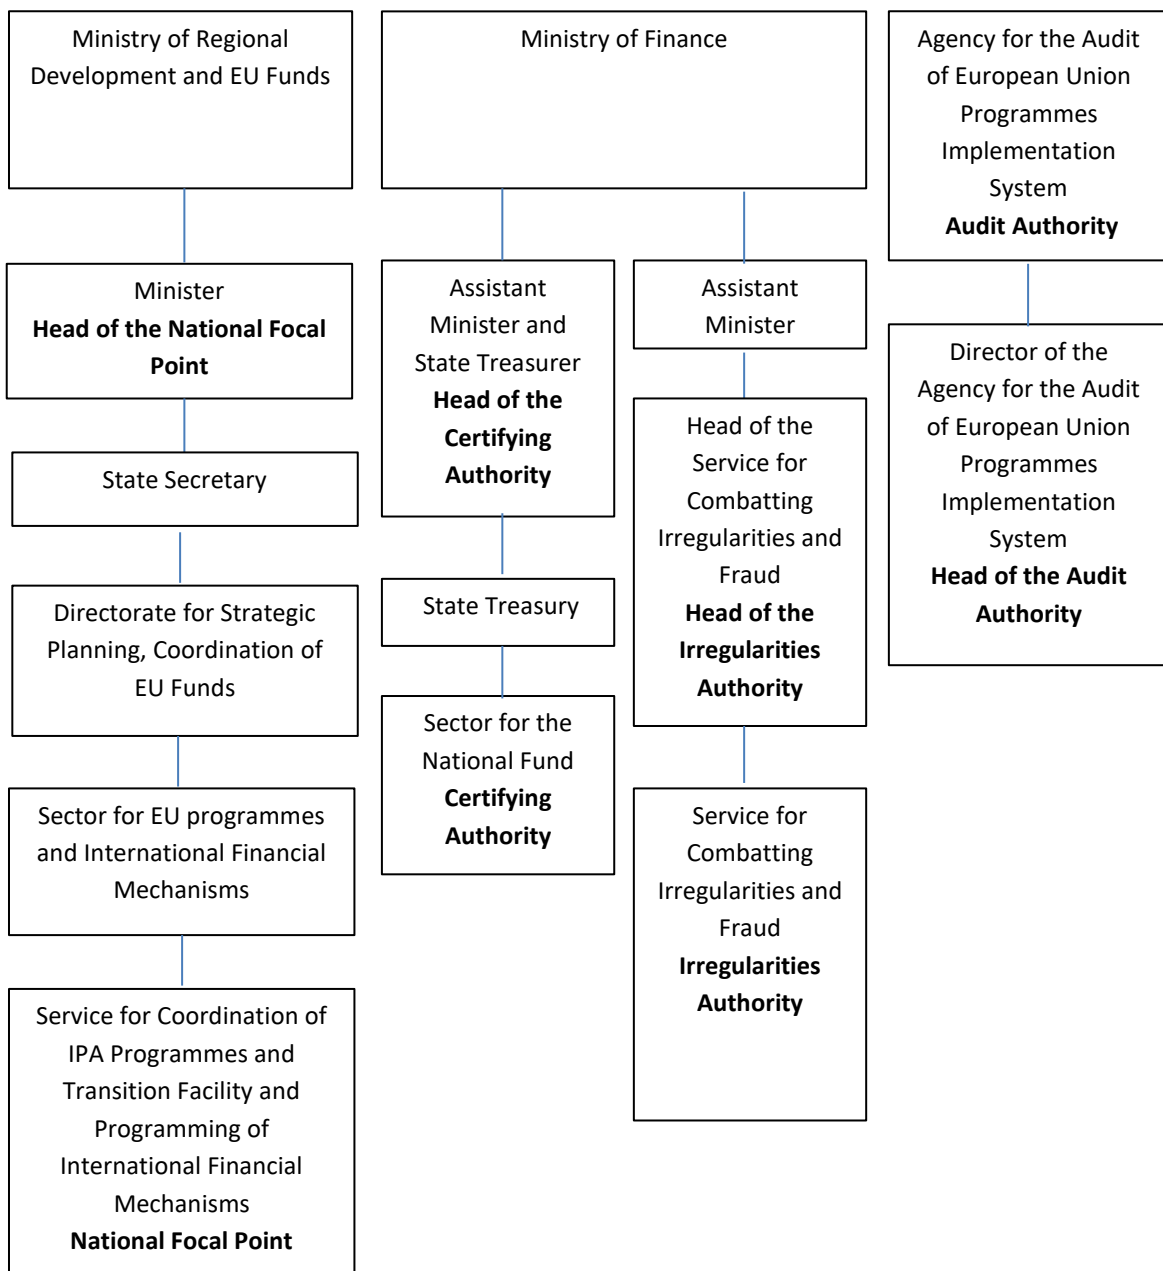 Ministry of Regional
Development and EU Funds
Minister
Head of the National Focal
Point
State Secretary
Directorate for Strategic
Planning, Coordination of
EU Funds
Sector for EU programmes
and International Financial
Mechanisms
Service for Coordination of
IPA Programmes and
Transition Facility and
Programming of
International Financial
Mechanisms
National Focal Point
Ministry of Finance
Assistant
Minister and
State Treasurer
Head of the
Certifying
Authority
State Treasury
Sector for the
National Fund
Certifying
Authority
Assistant
Minister
Head of the
Service for
Combatting
Irregularities and
Fraud
Head of the
Irregularities
Authority
Service for
Combatting
Irregularities and
Fraud
Irregularities
Authority
Agency for the Audit
of European Union
Programmes
Implementation
System
Audit Authority
Director of the
Agency for the Audit
of European Union
Programmes
Implementation
System
Head of the Audit
Authority